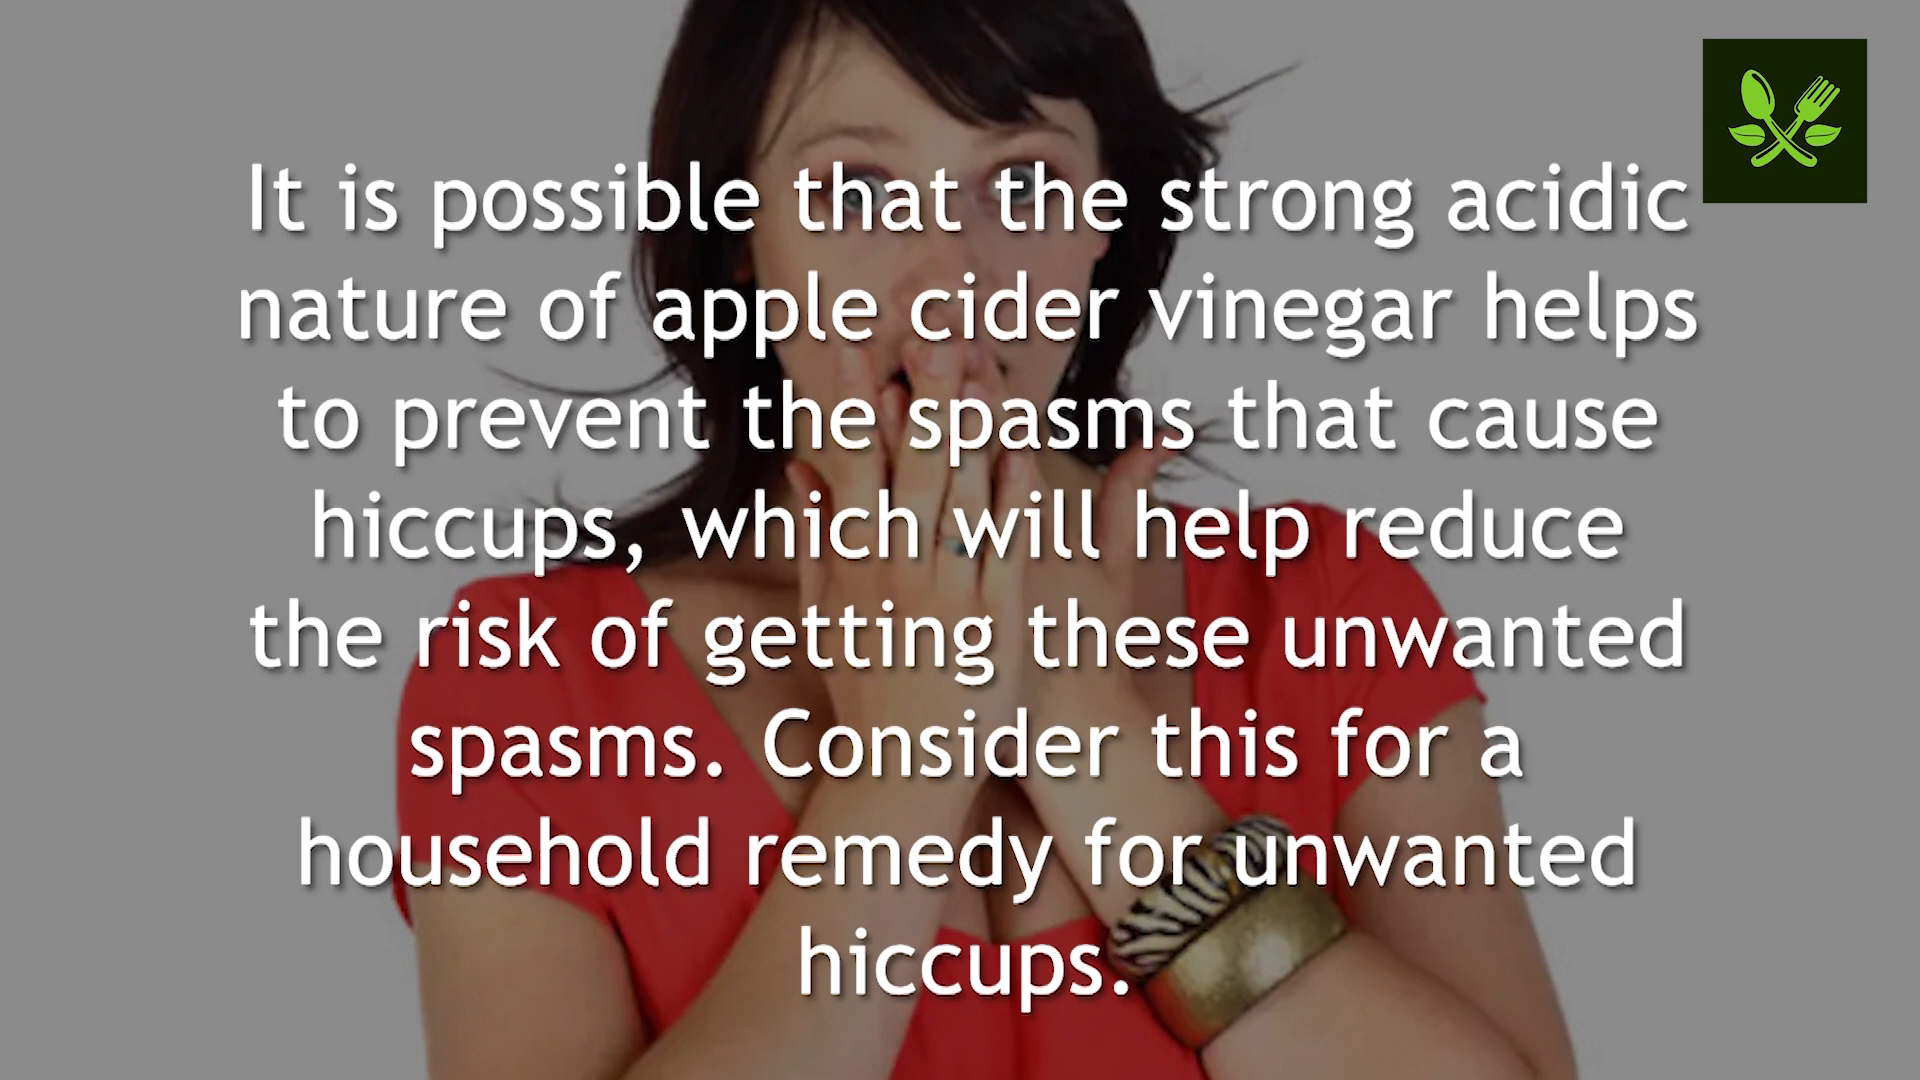 It is possible that the strong acidic
nature of apple cider vinegar helps
to prevent the spasms that cause
hiccups, which will help reduce
the risk of getting these unwanted
spasms. Consider this for a
household remedy for unwanted
hiccups.